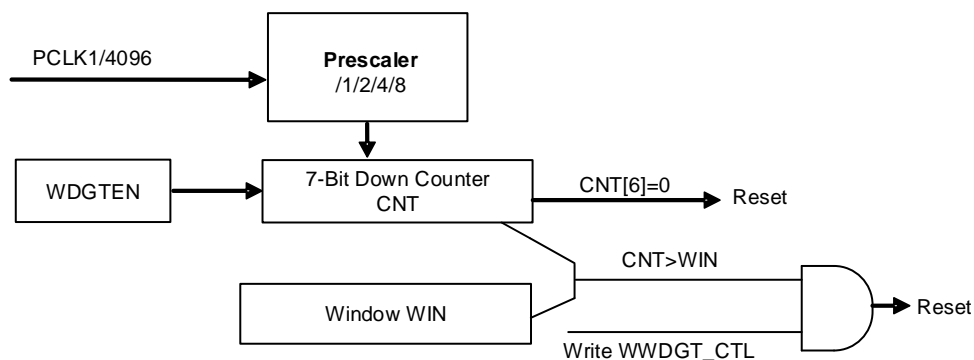 PCLK1/4096
Prescaler
/1/2/4/8
WDGTEN
7-Bit Down Counter
CNT
CNT[6]=0
Reset
CNT>WIN
Window WIN
Reset
Write WWDGT_CTL